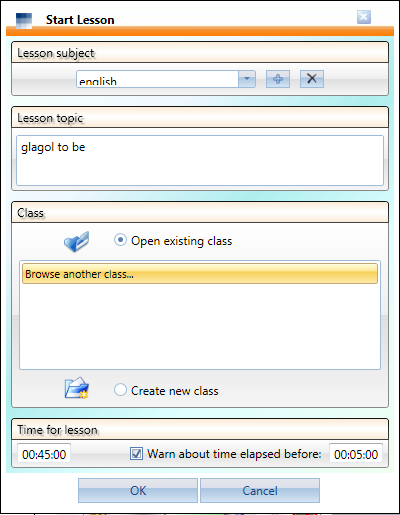 Start Lesson
Lesson subject
english
Lesson topic
glagol to be
Class
Open existing class
Browse another class...
Create new class
Time for lesson
00:45:00
Warn about time elapsed before:
00:05:00
OK
Cancel